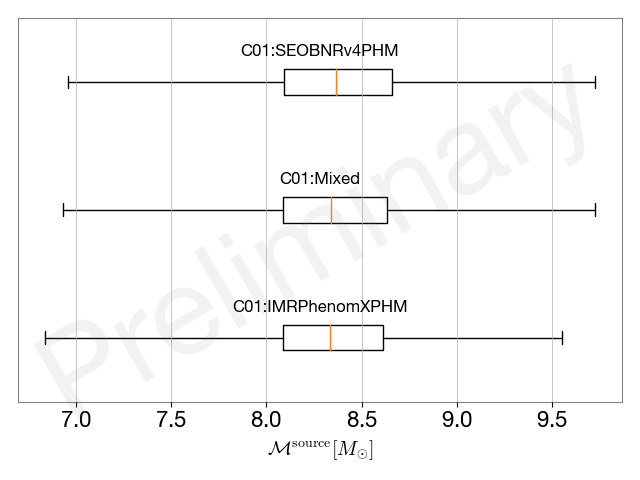 C01:SEOBNRv4PHM
C01:Mixed
C01:IMRPhenomXPHM
Preliminary
7.0 7.5 8.0 8.5 9.0 9.5
ℳ^source [M_⊙]